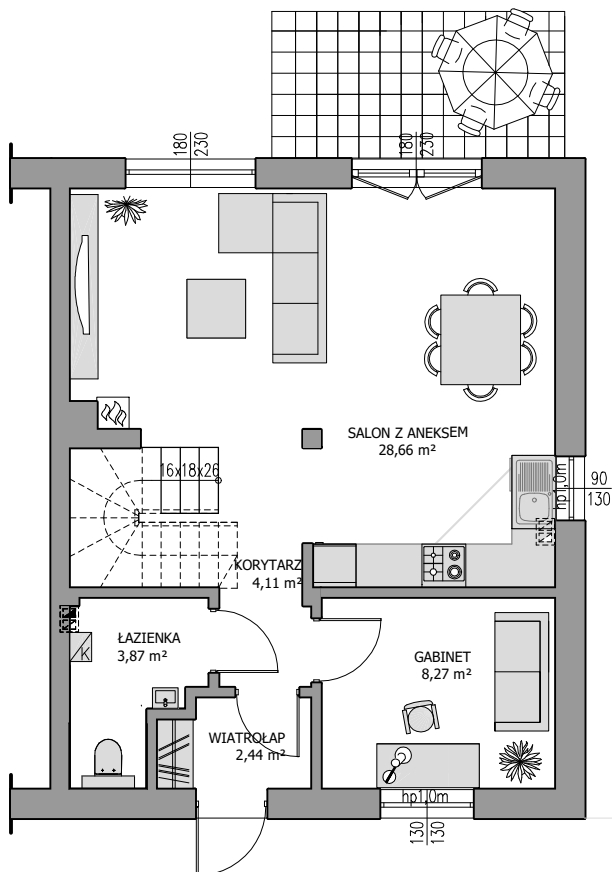 180
230
180
230
SALON Z ANEKSEM
28,66 m²
16x18x26
hp1,0m
90
130
KORYTARZ
4,11 m²
ŁAZIENKA
3,87 m²
K
GABINET
8,27 m²
WIATROŁAP
2,44 m²
hp1,0m
130
130